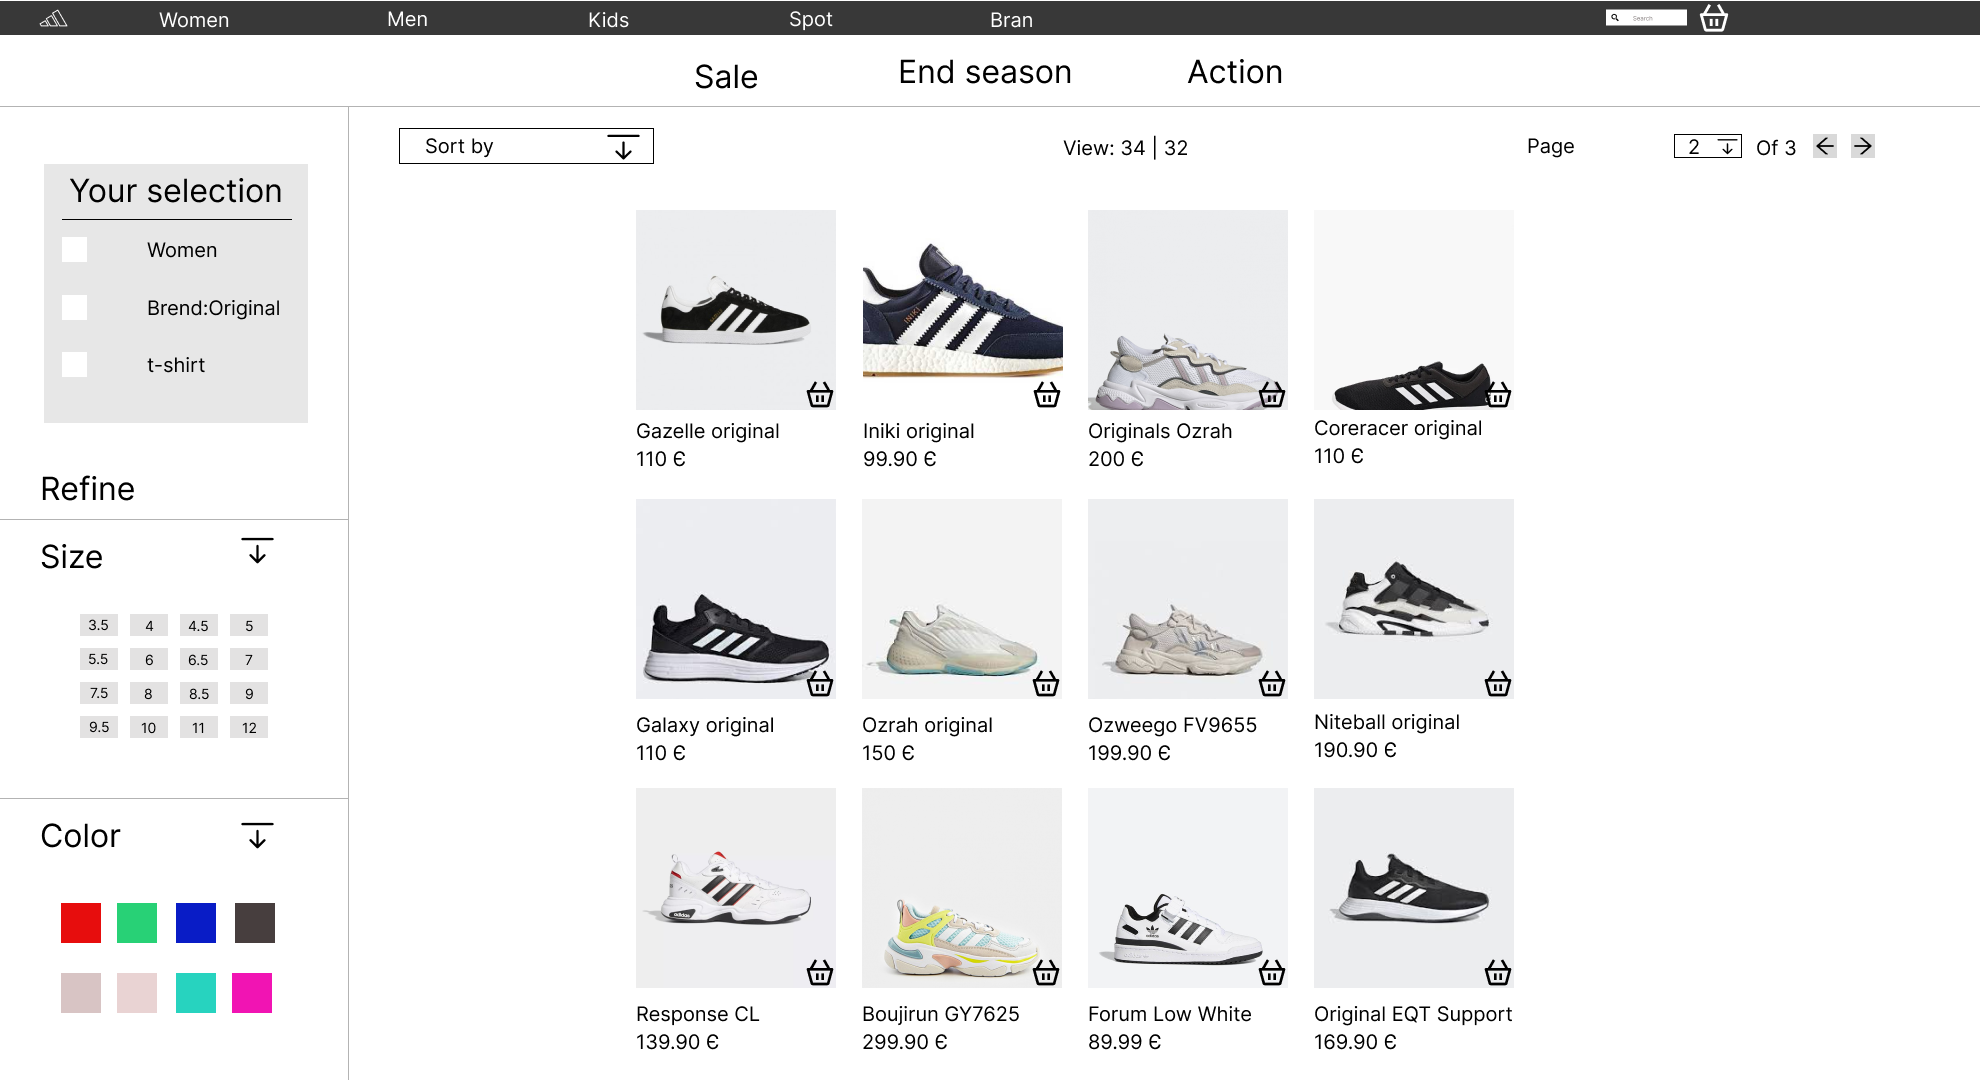 Women Men Kids Spot Bran Search
Sale End season Action
Sort by
View: 34 | 32
Page 2 Of 3
Your selection
Women
Brend:Original
t-shirt
Refine
Size
3.5 4 4.5 5
5.5 6 6.5 7
7.5 8 8.5 9
9.5 10 11 12
Color
Gazelle original
110 €
INIKI
Iniki original
99.90 €
Originals Ozrah
200 €
Coreracer original
110 €
Galaxy original
110 €
Ozrah original
150 €
Ozweego FV9655
199.90 €
Niteball original
190.90 €
adidas
Response CL
139.90 €
Boujirun GY7625
299.90 €
adidas
Forum Low White
89.99 €
Original EQT Support
169.90 €